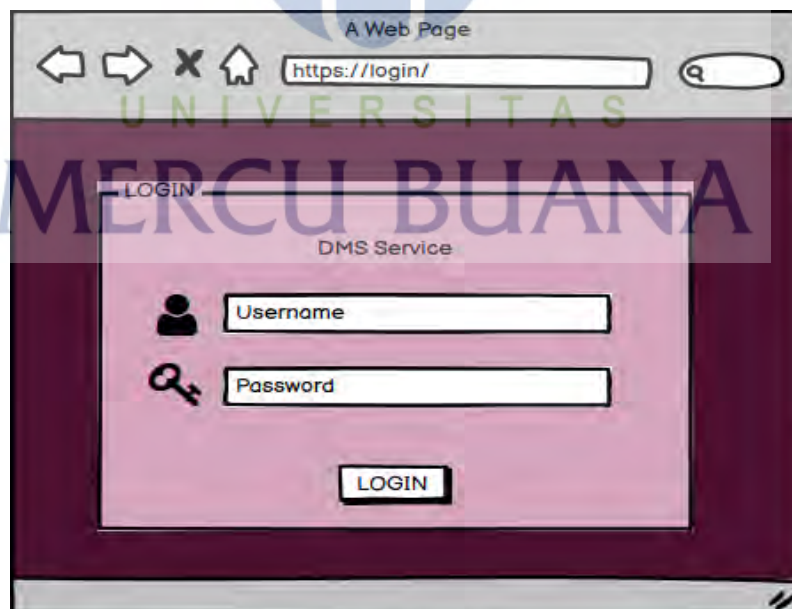 A Web Page
https://login/
UNIVERSITAS
MERCU BUANA
LOGIN
DMS Service
Username
Password
LOGIN